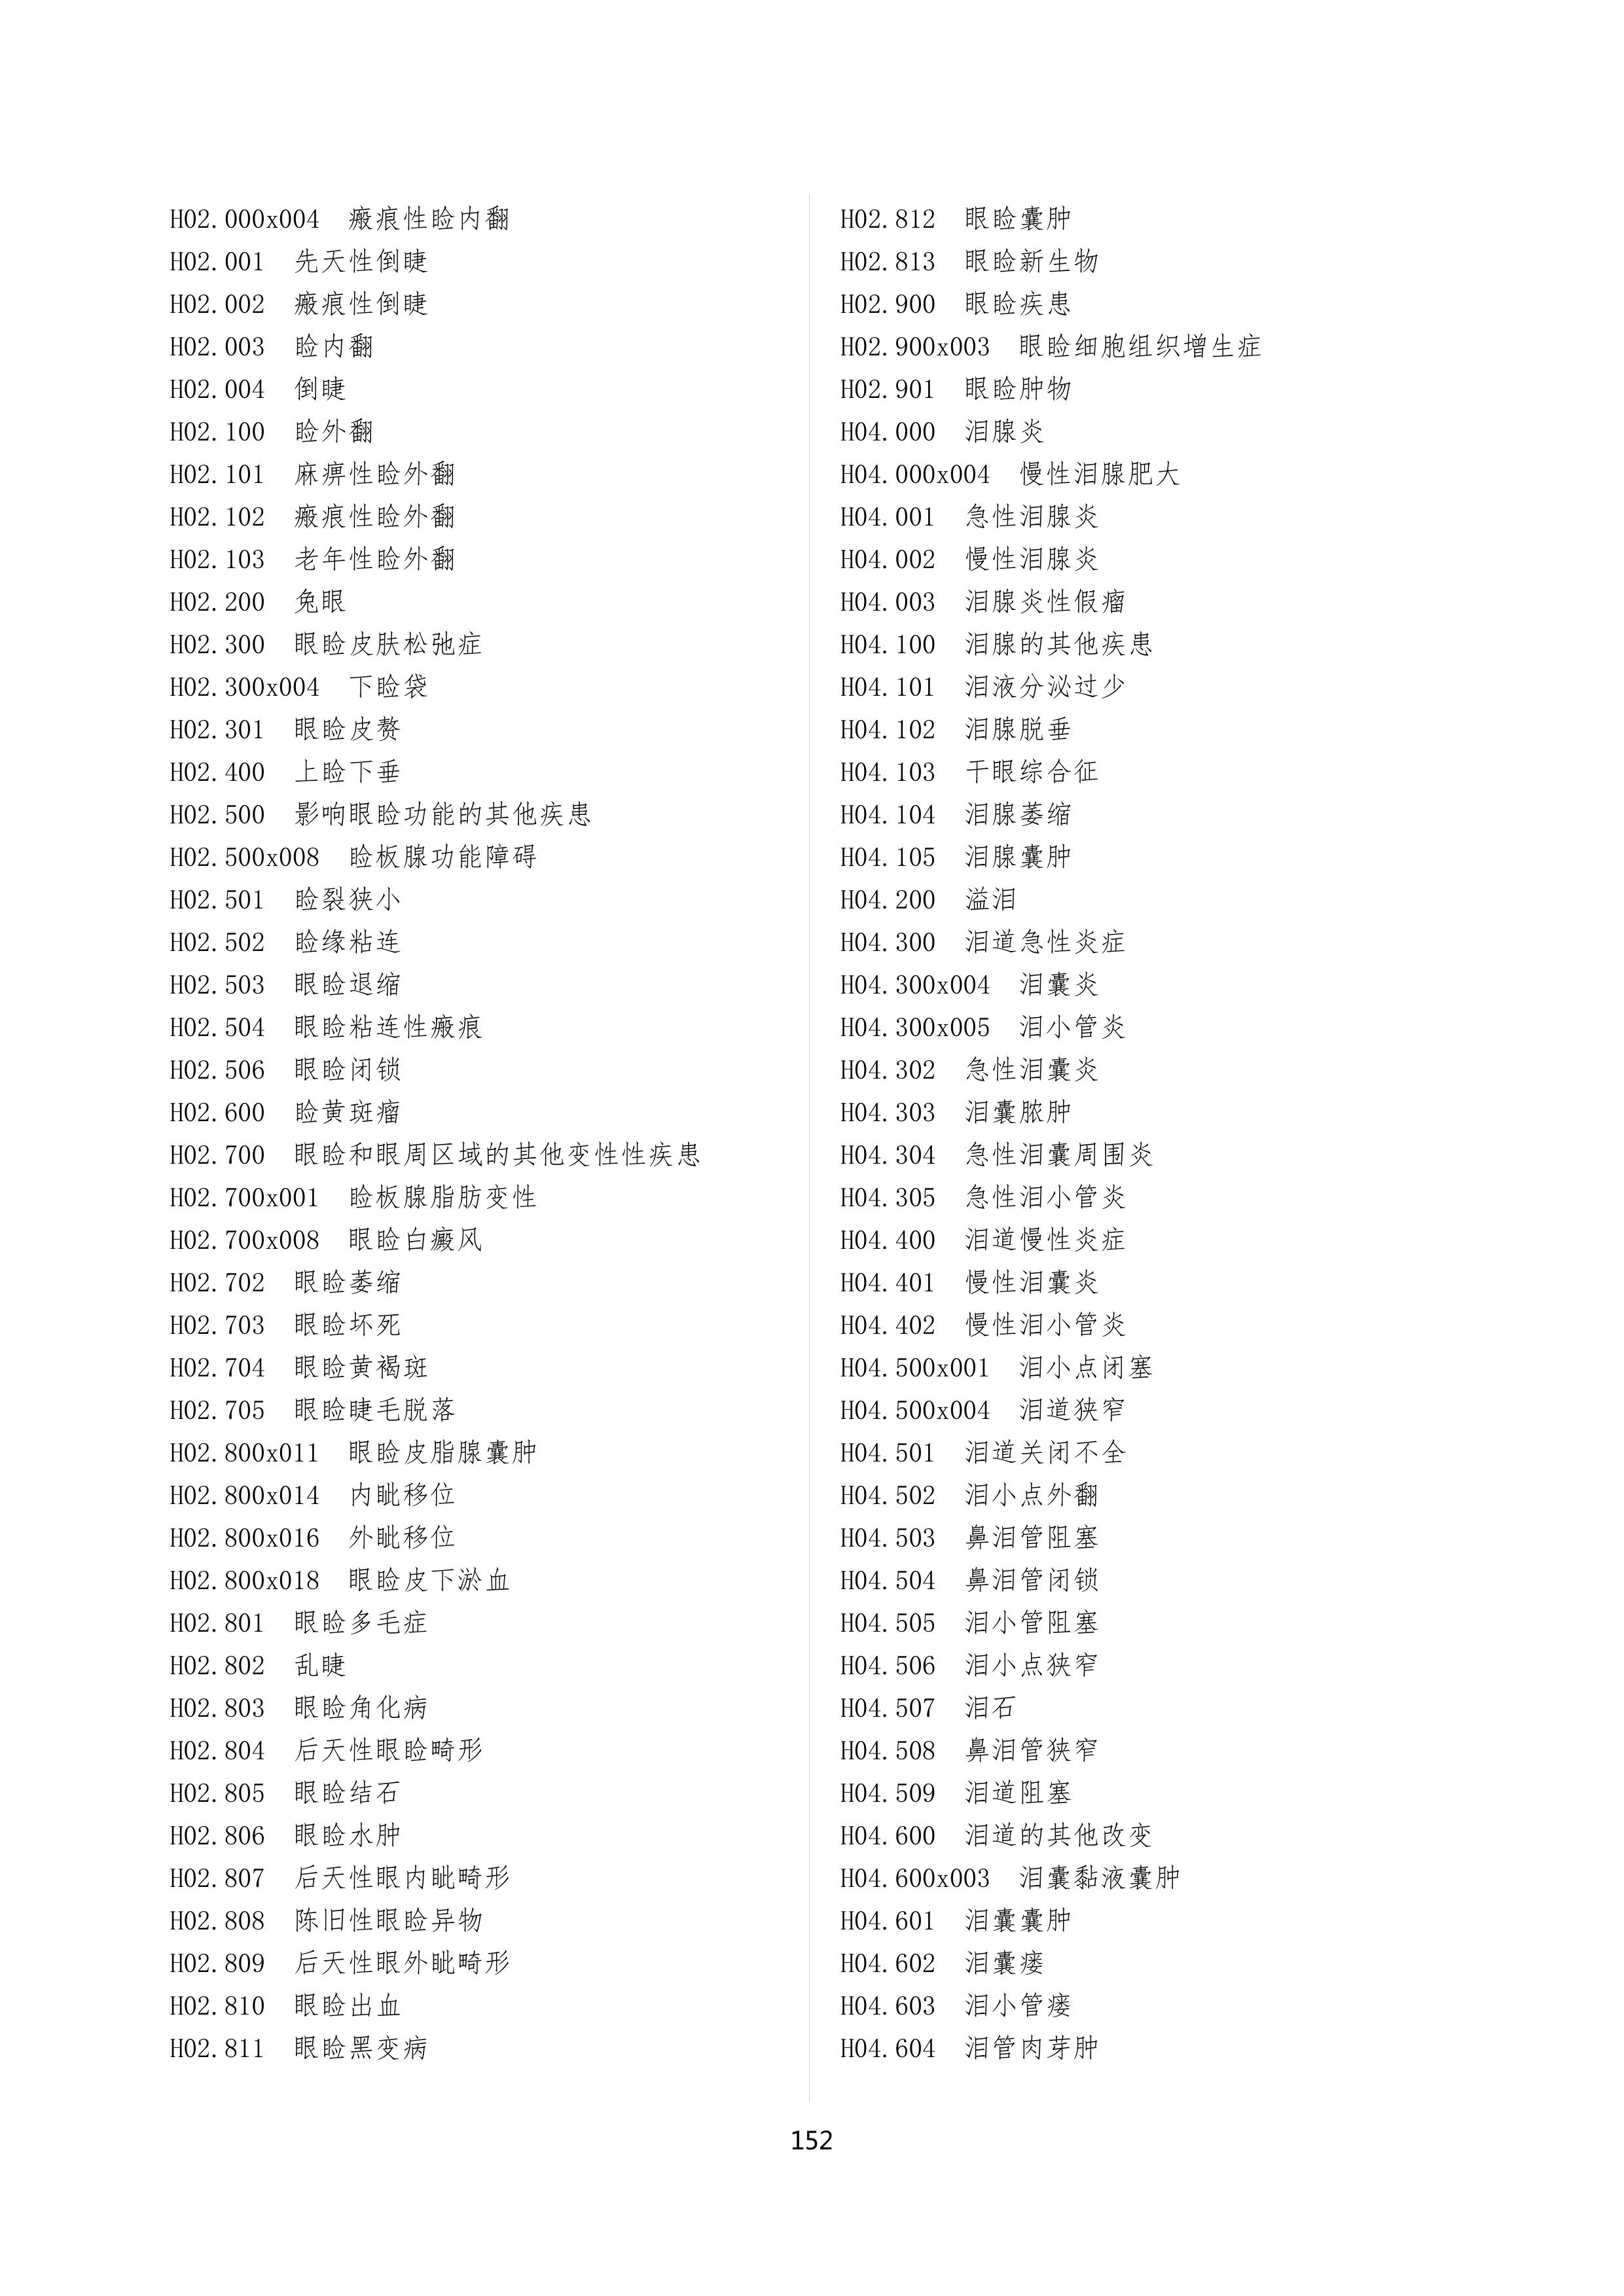 H02.000x004  瘢痕性睑内翻
H02.001  先天性倒睫
H02.002  瘢痕性倒睫
H02.003  睑内翻
H02.004  倒睫
H02.100  睑外翻
H02.101  麻痹性睑外翻
H02.102  瘢痕性睑外翻
H02.103  老年性睑外翻
H02.200  兔眼
H02.300  眼睑皮肤松弛症
H02.300x004  下睑袋
H02.301  眼睑皮赘
H02.400  上睑下垂
H02.500  影响眼睑功能的其他疾患
H02.500x008  睑板腺功能障碍
H02.501  睑裂狭小
H02.502  睑缘粘连
H02.503  眼睑退缩
H02.504  眼睑粘连性瘢痕
H02.506  眼睑闭锁
H02.600  睑黄斑瘤
H02.700  眼睑和眼周区域的其他变性性疾患
H02.700x001  睑板腺脂肪变性
H02.700x008  眼睑白癜风
H02.702  眼睑萎缩
H02.703  眼睑坏死
H02.704  眼睑黄褐斑
H02.705  眼睑睫毛脱落
H02.800x011  眼睑皮脂腺囊肿
H02.800x014  内眦移位
H02.800x016  外眦移位
H02.800x018  眼睑皮下淤血
H02.801  眼睑多毛症
H02.802  乱睫
H02.803  眼睑角化病
H02.804  后天性眼睑畸形
H02.805  眼睑结石
H02.806  眼睑水肿
H02.807  后天性眼内眦畸形
H02.808  陈旧性眼睑异物
H02.809  后天性眼外眦畸形
H02.810  眼睑出血
H02.811  眼睑黑变病
H02.812  眼睑囊肿
H02.813  眼睑新生物
H02.900  眼睑疾患
H02.900x003  眼睑细胞组织增生症
H02.901  眼睑肿物
H04.000  泪腺炎
H04.000x004  慢性泪腺肥大
H04.001  急性泪腺炎
H04.002  慢性泪腺炎
H04.003  泪腺炎性假瘤
H04.100  泪腺的其他疾患
H04.101  泪液分泌过少
H04.102  泪腺脱垂
H04.103  干眼综合征
H04.104  泪腺萎缩
H04.105  泪腺囊肿
H04.200  溢泪
H04.300  泪道急性炎症
H04.300x004  泪囊炎
H04.300x005  泪小管炎
H04.302  急性泪囊炎
H04.303  泪囊脓肿
H04.304  急性泪囊周围炎
H04.305  急性泪小管炎
H04.400  泪道慢性炎症
H04.401  慢性泪囊炎
H04.402  慢性泪小管炎
H04.500x001  泪小点闭塞
H04.500x004  泪道狭窄
H04.501  泪道关闭不全
H04.502  泪小点外翻
H04.503  鼻泪管阻塞
H04.504  鼻泪管闭锁
H04.505  泪小管阻塞
H04.506  泪小点狭窄
H04.507  泪石
H04.508  鼻泪管狭窄
H04.509  泪道阻塞
H04.600  泪道的其他改变
H04.600x003  泪囊黏液囊肿
H04.601  泪囊囊肿
H04.602  泪囊瘘
H04.603  泪小管瘘
H04.604  泪管肉芽肿
152